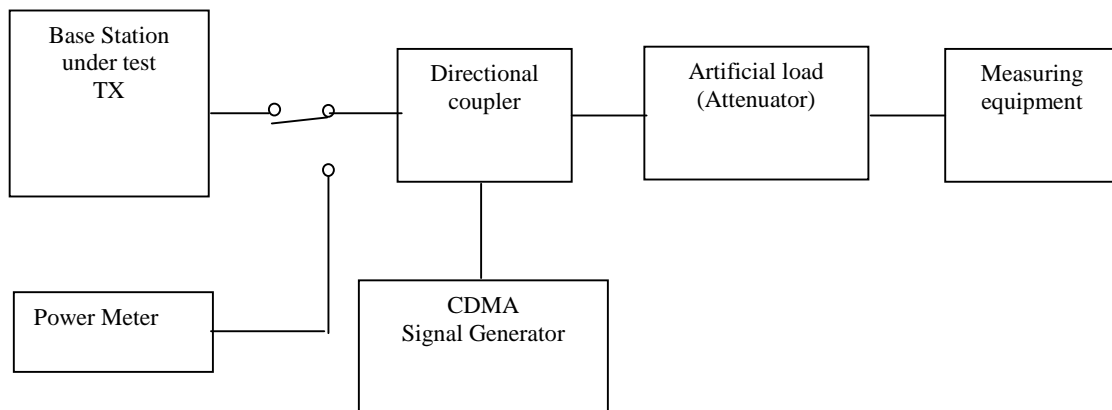 Base Station
under test
TX
Directional
coupler
Artificial load
(Attenuator)
Measuring
equipment
Power Meter
CDMA
Signal Generator